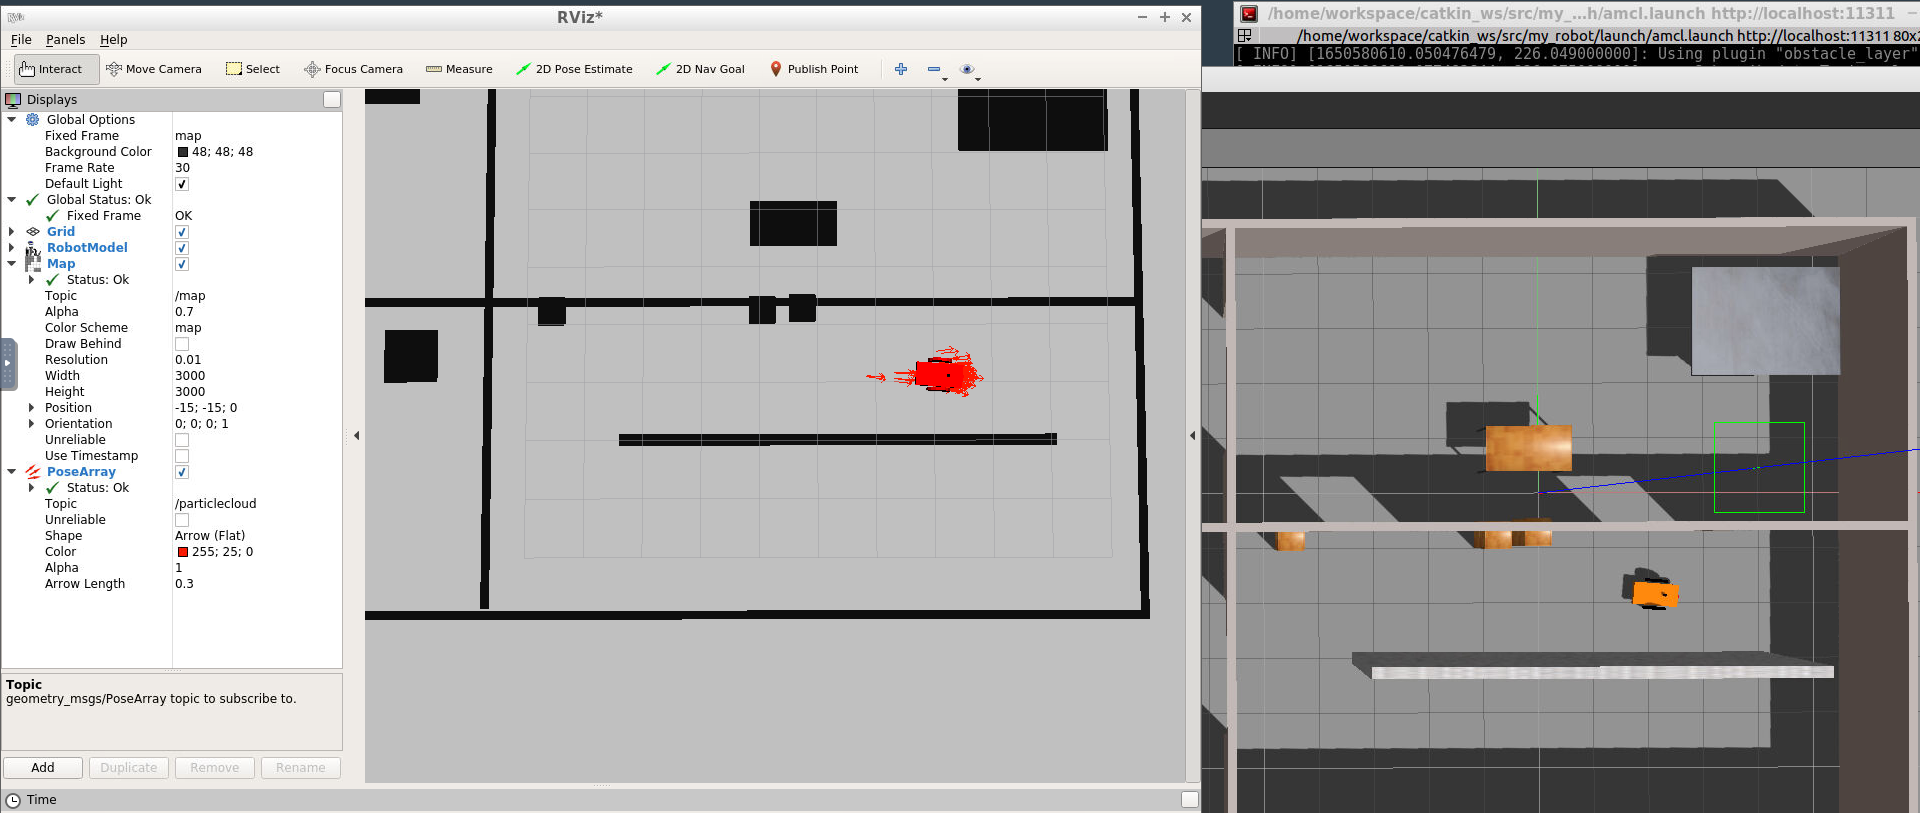 RViz*
File Panels Help
Interact Move Camera Select Focus Camera Measure 2D Pose Estimate 2D Nav Goal Publish Point
Displays
Global Options
Fixed Frame map
Background Color 48; 48; 48
Frame Rate 30
Default Light
Global Status: Ok
Fixed Frame OK
Grid
RobotModel
Map
Status: Ok
Topic /map
Alpha 0.7
Color Scheme map
Draw Behind
Resolution 0.01
Width 3000
Height 3000
Position -15; -15; 0
Orientation 0; 0; 0; 1
Unreliable
Use Timestamp
PoseArray
Status: Ok
Topic /particlecloud
Unreliable
Shape Arrow (Flat)
Color 255; 25; 0
Alpha 1
Arrow Length 0.3
Topic
geometry_msgs/PoseArray topic to subscribe to.
Add Duplicate Remove Rename
Time
/home/workspace/catkin_ws/src/my_...h/amcl.launch http://localhost:11311
/home/workspace/catkin_ws/src/my_robot/launch/amcl.launch http://localhost:11311 80x2
[ INFO] [1650580610.050476479, 226.049000000]: Using plugin "obstacle_layer"